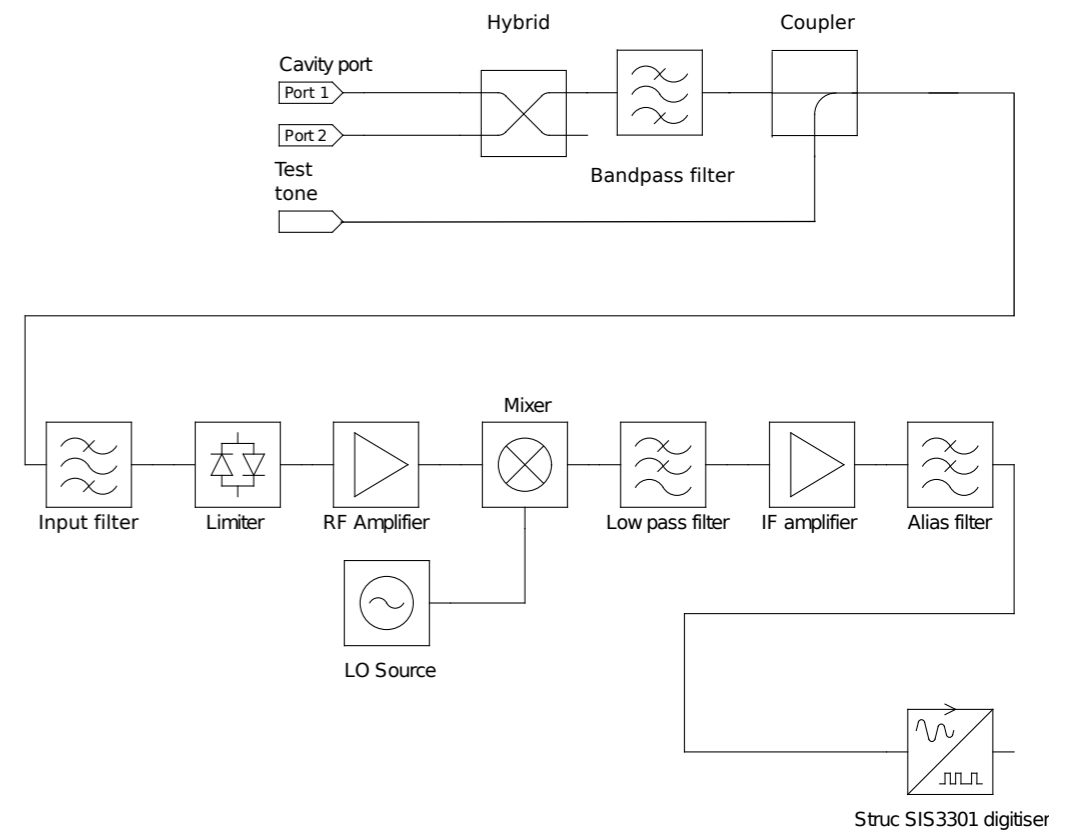 Hybrid
Coupler
Cavity port
Port 1
Port 2
Test
tone
Bandpass filter
Mixer
Input filter
Limiter
RF Amplifier
Low pass filter
IF amplifier
Alias filter
LO Source
Struc SIS3301 digitiser